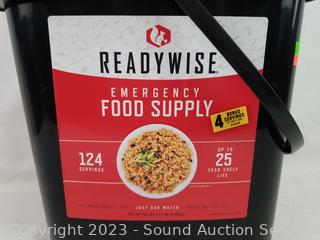 READYWISE
EMERGENCY
FOOD SUPPLY
4 BONUS
SERVINGS
124
SERVINGS
UP TO
25
YEAR SHELF
LIFE
JUST ADD WATER
MADE IN THE USA
Copyright 2023 - Sound Auction Service